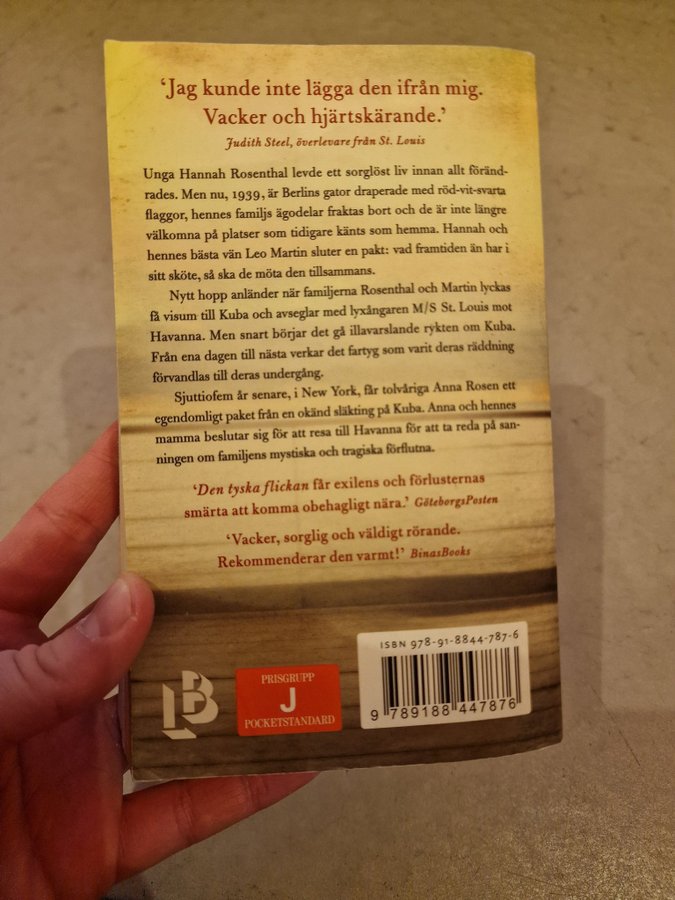 ‘Jag kunde inte lägga den ifrån mig.
Vacker och hjärtskärande.’
Judith Steel, överlevare från St. Louis
Unga Hannah Rosenthal levde ett sorglöst liv innan allt föränd-
rades. Men nu, 1939, är Berlins gator draperade med röd-vit-svarta
flaggor, hennes familjs ägodelar fraktas bort och de är inte längre
välkomna på platser som tidigare känts som hemma. Hannah och
hennes bästa vän Leo Martin sluter en pakt: vad framtiden än har i
sitt sköte, så ska de möta den tillsammans.
Nytt hopp anländer när familjerna Rosenthal och Martin lyckas
få visum till Kuba och avseglar med lyxångaren M/S St. Louis mot
Havanna. Men snart börjar det gå illavarslande rykten om Kuba.
Från ena dagen till nästa verkar det fartyg som varit deras räddning
förvandlas till deras undergång.
Sjuttiofem år senare, i New York, får tolvåriga Anna Rosen ett
egendomligt paket från en okänd släkting på Kuba. Anna och hennes
mamma beslutar sig för att resa till Havanna för att ta reda på san-
ningen om familjens mystiska och tragiska förflutna.
‘Den tyska flickan får exilens och förlusternas
smärta att komma obehagligt nära.’ GöteborgsPosten
‘Vacker, sorglig och väldigt rörande.
Rekommenderar den varmt!’ BinasBooks
ISBN 978-91-8844-787-6
9 789188 447876
LB
PRISGRUPP
J
POCKETSTANDARD